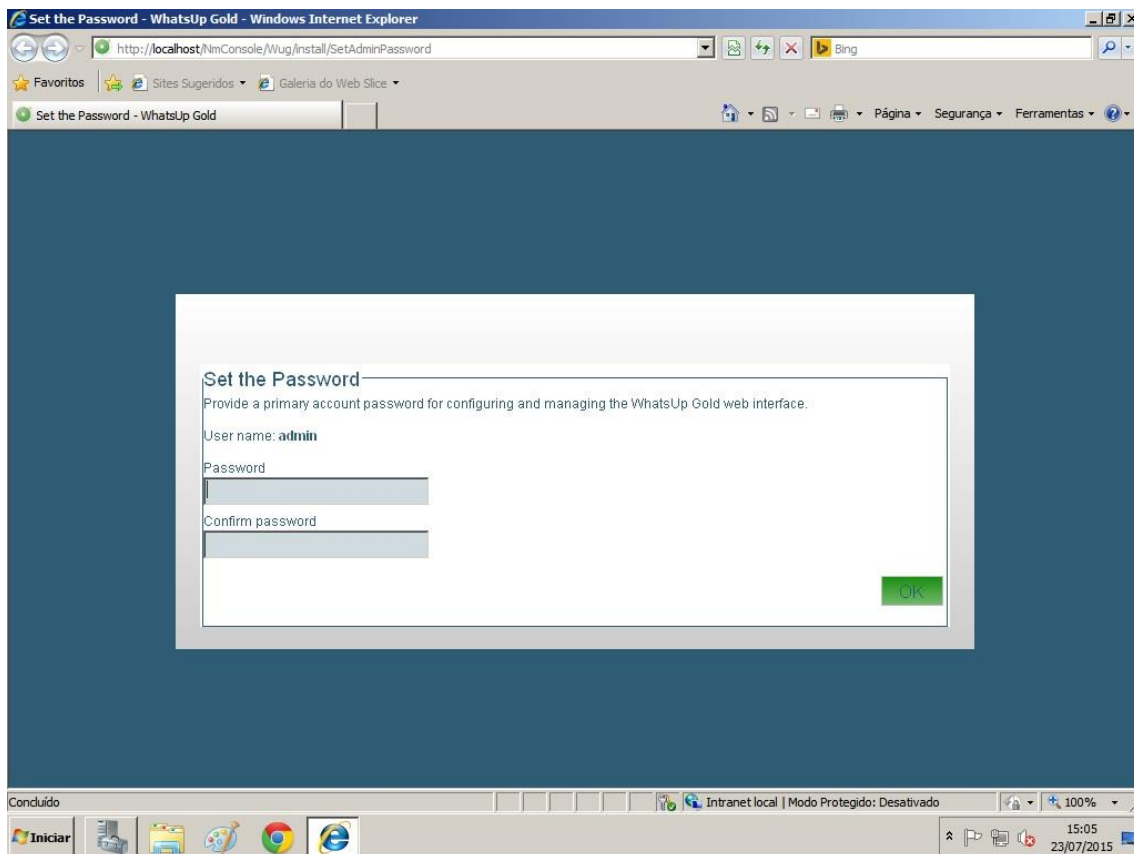 Set the Password - WhatsUp Gold - Windows Internet Explorer
http://localhost/NmConsole/Wug/install/SetAdminPassword
Bing
Favoritos
Sites Sugeridos
Galeria do Web Slice
Set the Password - WhatsUp Gold
Página
Segurança
Ferramentas
Set the Password
Provide a primary account password for configuring and managing the WhatsUp Gold web interface.
User name: admin
Password
Confirm password
OK
Concluído
Intranet local | Modo Protegido: Desativado
100%
Iniciar
15:05
23/07/2015